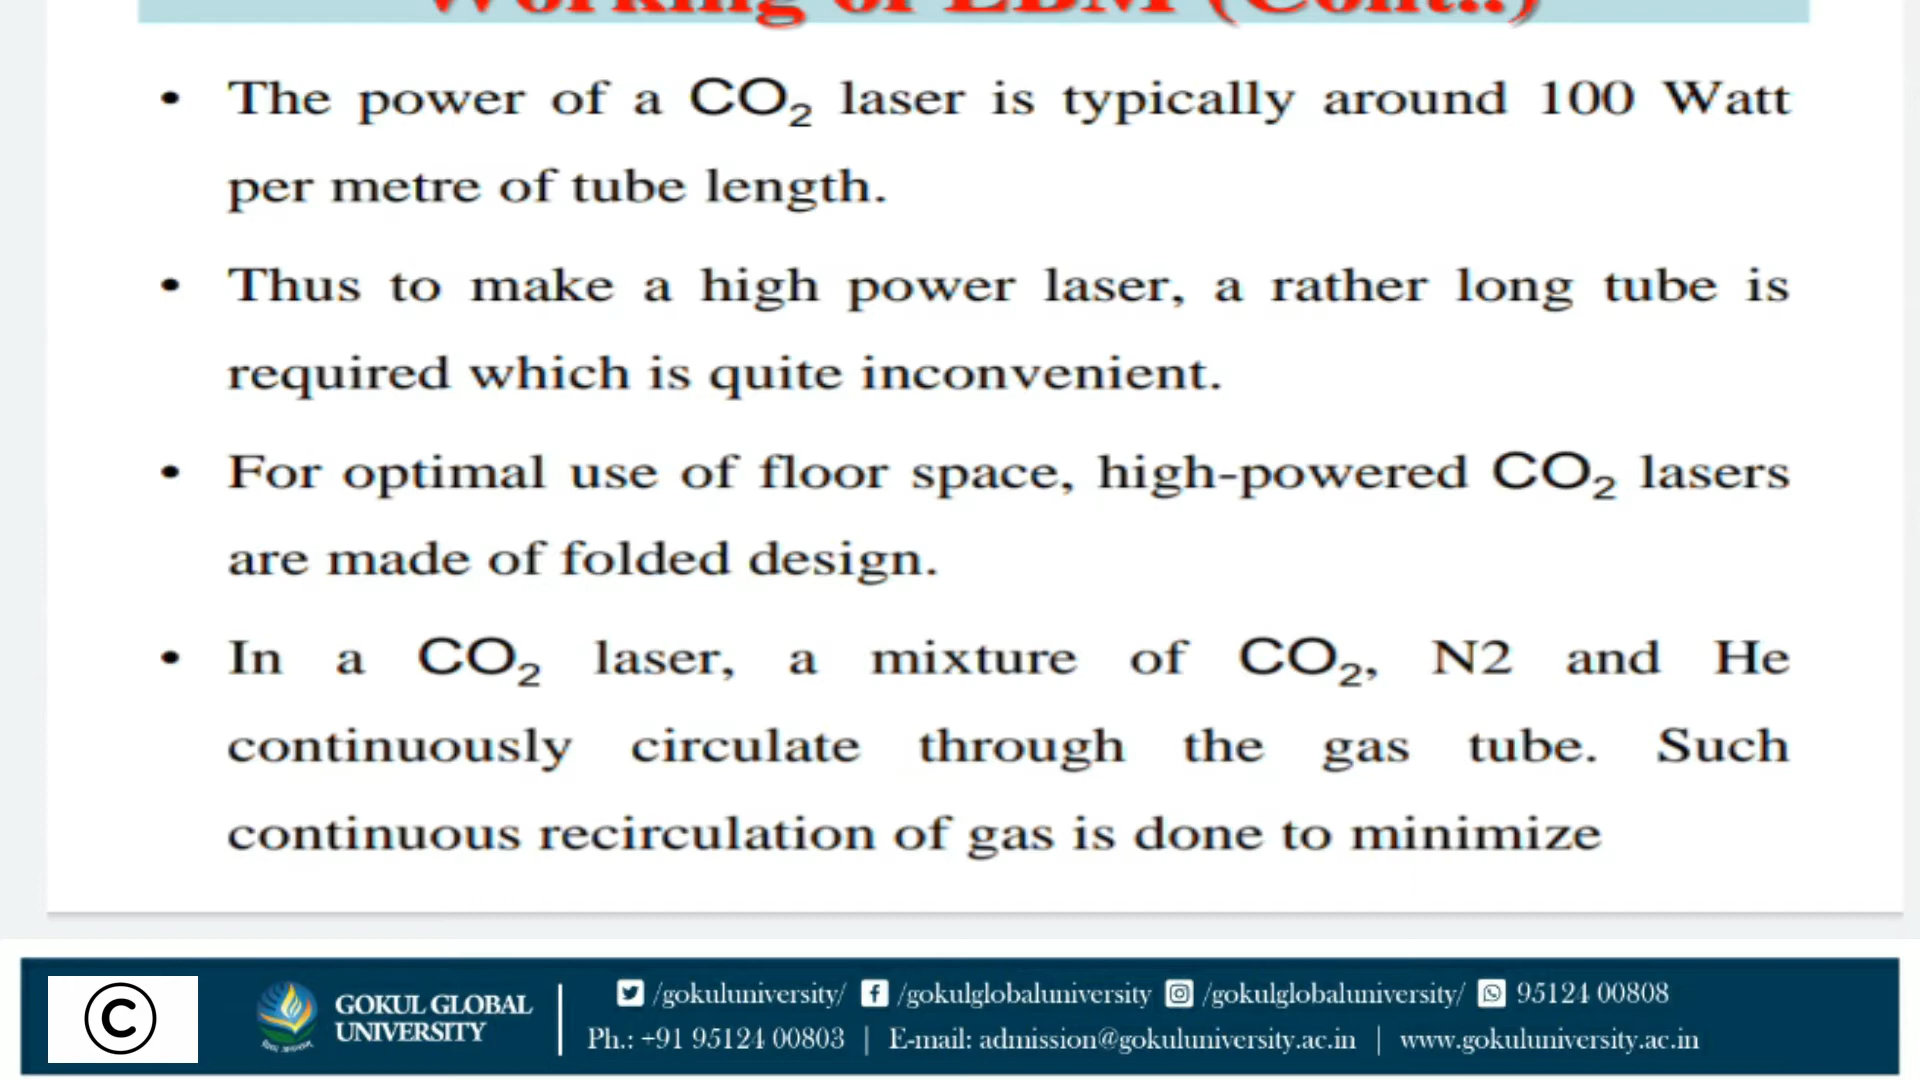 Working of LBM (Cont..)
• The power of a CO₂ laser is typically around 100 Watt
per metre of tube length.
• Thus to make a high power laser, a rather long tube is
required which is quite inconvenient.
• For optimal use of floor space, high-powered CO₂ lasers
are made of folded design.
• In a CO₂ laser, a mixture of CO₂, N2 and He
continuously circulate through the gas tube. Such
continuous recirculation of gas is done to minimize
©
GOKUL GLOBAL
UNIVERSITY
/gokuluniversity/ /gokulglobaluniversity /gokulglobaluniversity/ 95124 00808
Ph.: +91 95124 00803 | E-mail: admission@gokuluniversity.ac.in | www.gokuluniversity.ac.in